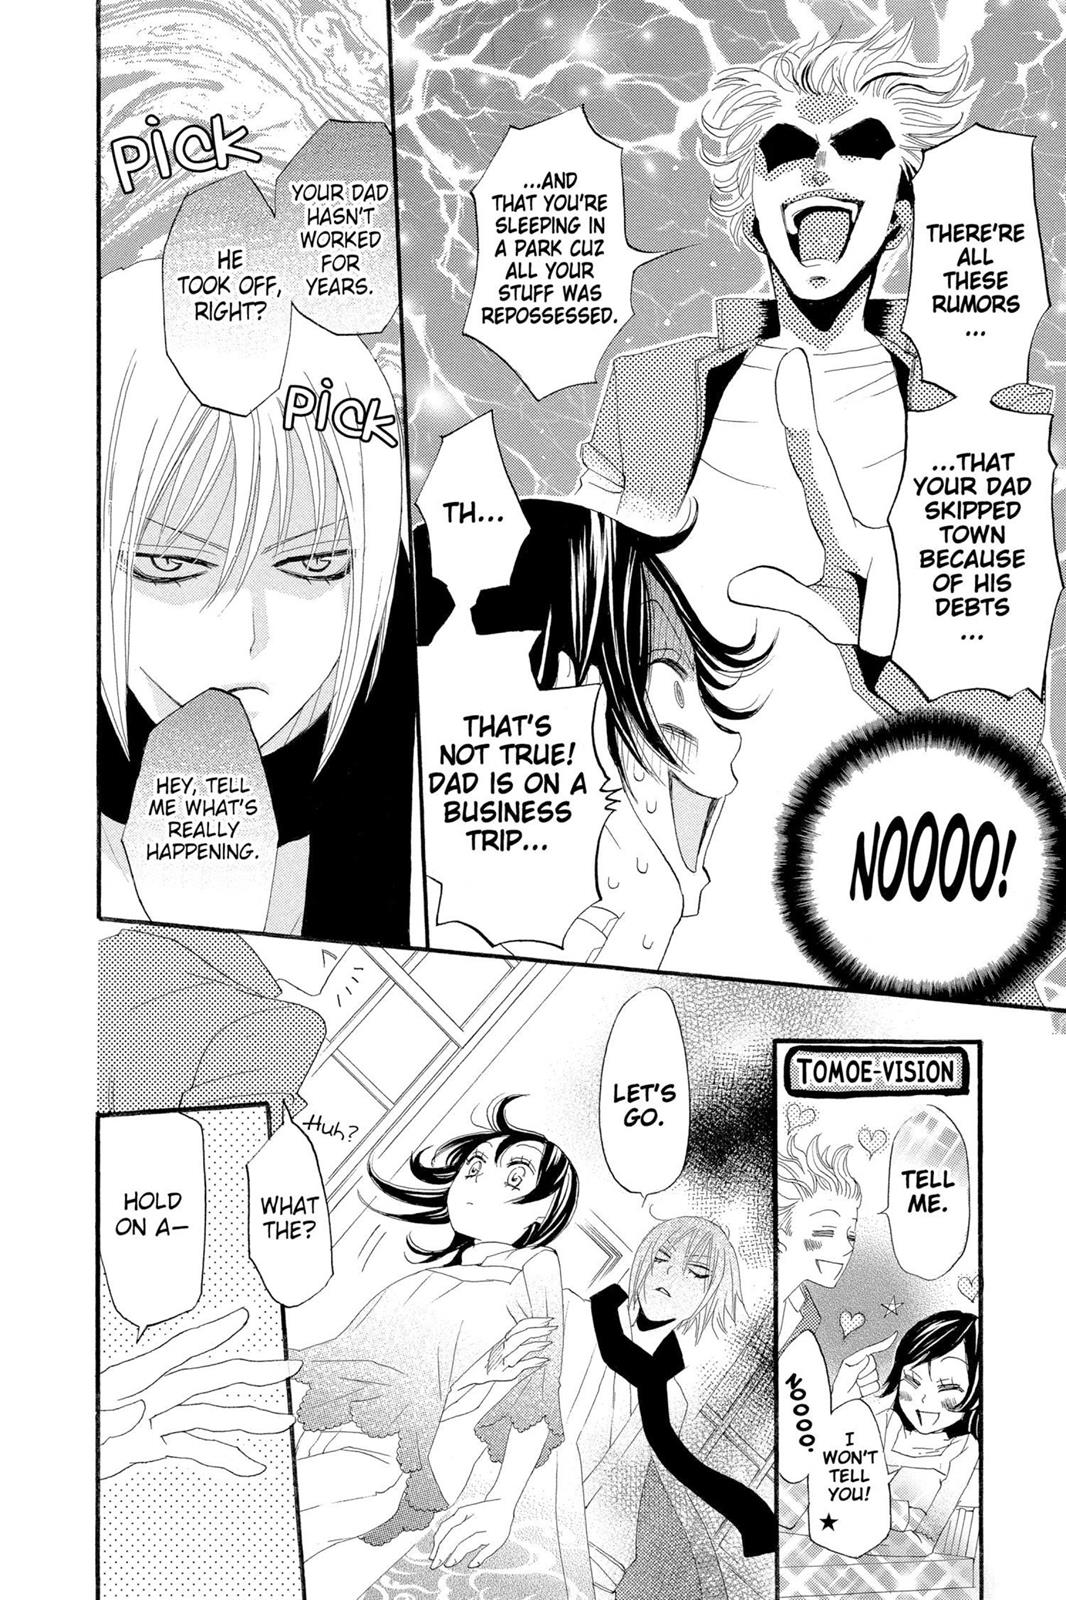 THERE'RE
ALL
THESE
RUMORS
...
...THAT
YOUR DAD
SKIPPED
TOWN
BECAUSE
OF HIS
DEBTS
...
...AND
THAT YOU'RE
SLEEPING IN
A PARK CUZ
ALL YOUR
STUFF WAS
REPOSSESSED.
NOOOO!
TH...
THAT'S
NOT TRUE!
DAD IS ON A
BUSINESS
TRIP...
PICK
YOUR DAD
HASN'T
WORKED
FOR
YEARS.
HE
TOOK OFF,
RIGHT?
PICK
HEY, TELL
ME WHAT'S
REALLY
HAPPENING.
TOMOE-VISION
TELL
ME.
NOOOO.
I
WON'T
TELL
YOU!
★
LET'S
GO.
Huh?
WHAT
THE?
HOLD
ON A—